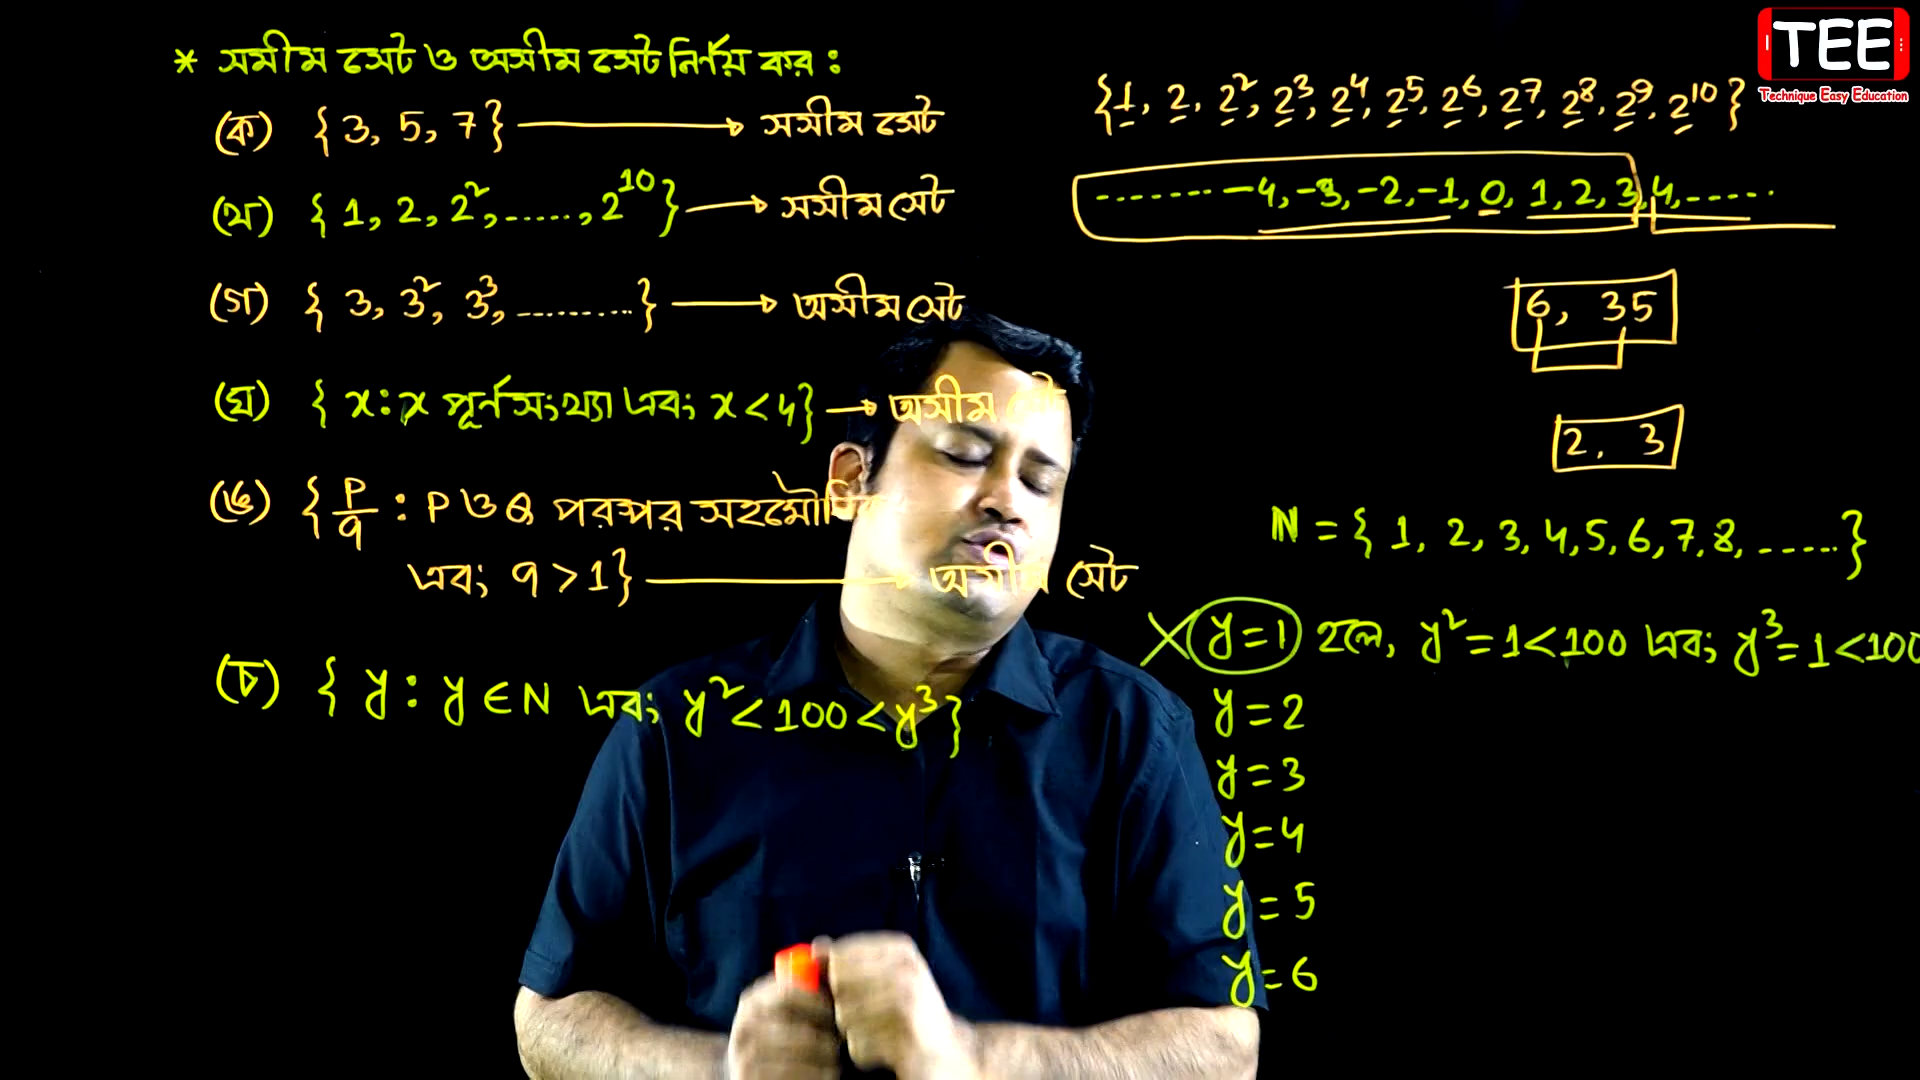 * সসীম সেট ও অসীম সেট নির্ণয় কর :
(ক) {3, 5, 7} → সসীম সেট
(খ) {1, 2, 2², ....., 2¹⁰} → সসীম সেট
(গ) {3, 3², 3³, ..........} → অসীম সেট
(ঘ) {x : x পূর্নসংখ্যা এবং x < 4} → অসীম
(ঙ) {p/q : P ও Q পরস্পর
এবং q > 1} → অসীম সেট
(চ) {y : y ∈ N এবং y² < 100 < y³}
TEE
Technique Easy Education
{1, 2, 2², 2³, 2⁴, 2⁵, 2⁶, 2⁷, 2⁸, 2⁹, 2¹⁰}
-------- -4, -3, -2, -1, 0, 1, 2, 3, 4, ------
6, 35
2, 3
N = {1, 2, 3, 4, 5, 6, 7, 8, -----}
X y=1 হলে, y² = 1 < 100 এবং y³ = 1 < 100
y = 2
y = 3
y = 4
y = 5
y = 6